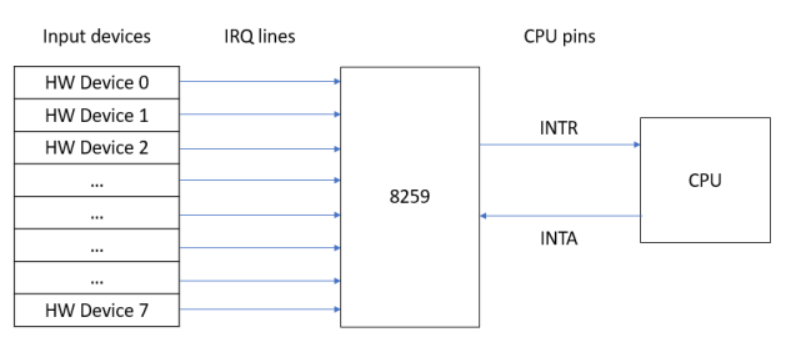 Input devices
IRQ lines
CPU pins
HW Device 0
HW Device 1
HW Device 2
...
...
...
...
HW Device 7
8259
INTR
INTA
CPU